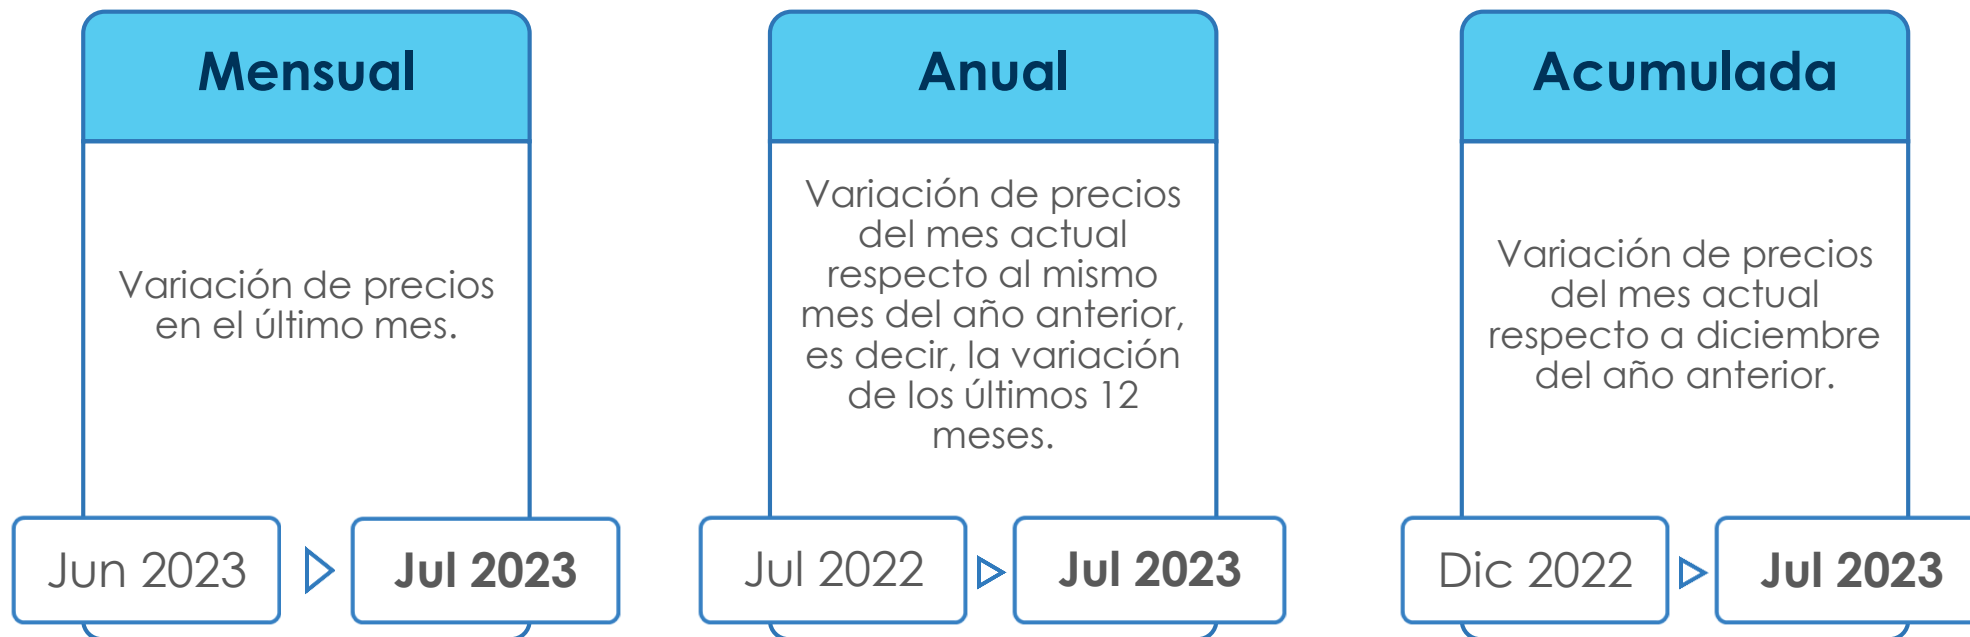 Mensual
Variación de precios
en el último mes.
Jun 2023
Jul 2023
Anual
Variación de precios
del mes actual
respecto al mismo
mes del año anterior,
es decir, la variación
de los últimos 12
meses.
Jul 2022
Jul 2023
Acumulada
Variación de precios
del mes actual
respecto a diciembre
del año anterior.
Dic 2022
Jul 2023